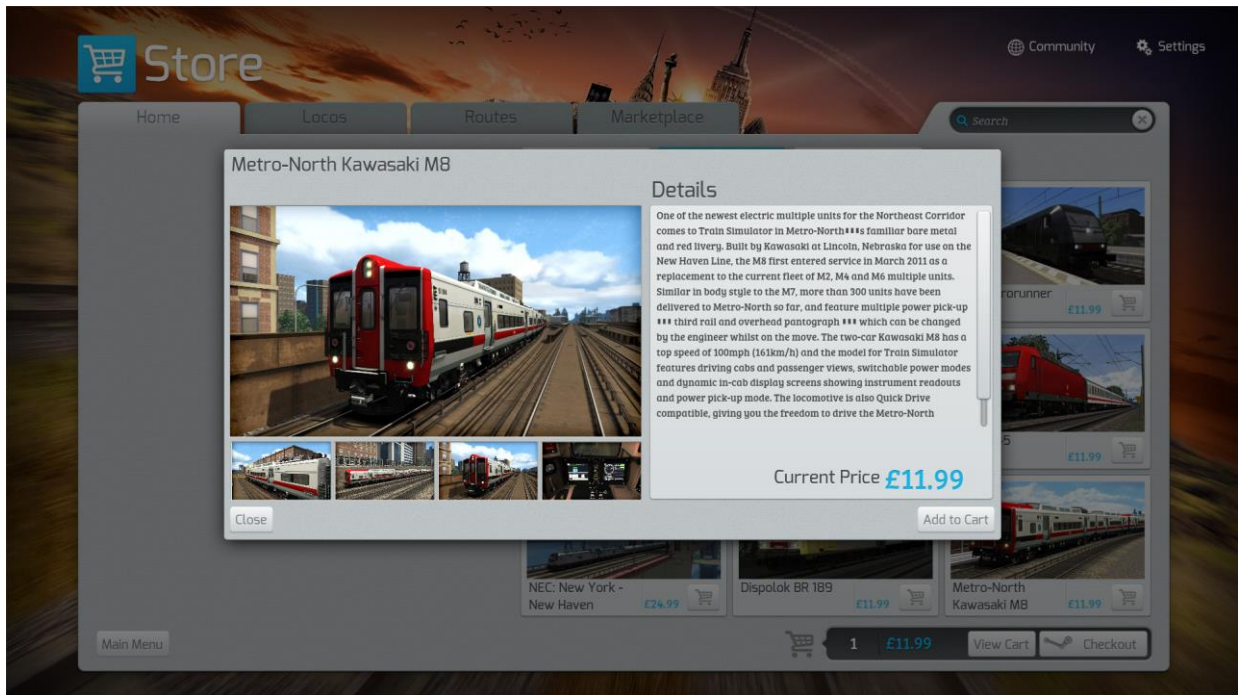 Store
Community
Settings
Home
Locos
Routes
Marketplace
Search
Metro-North Kawasaki M8
Details
One of the newest electric multiple units for the Northeast Corridor
comes to Train Simulator in Metro-North▮▮▮s familiar bare metal
and red livery. Built by Kawasaki at Lincoln, Nebraska for use on the
New Haven Line, the M8 first entered service in March 2011 as a
replacement to the current fleet of M2, M4 and M6 multiple units.
Similar in body style to the M7, more than 300 units have been
delivered to Metro-North so far, and feature multiple power pick-up
▮▮▮ third rail and overhead pantograph ▮▮▮ which can be changed
by the engineer whilst on the move. The two-car Kawasaki M8 has a
top speed of 100mph (161km/h) and the model for Train Simulator
features driving cabs and passenger views, switchable power modes
and dynamic in-cab display screens showing instrument readouts
and power pick-up mode. The locomotive is also Quick Drive
compatible, giving you the freedom to drive the Metro-North
Current Price £11.99
Close
Add to Cart
£11.99
£11.99
NEC: New York -
New Haven
£24.99
Dispolok BR 189
£11.99
Metro-North
Kawasaki M8
£11.99
Main Menu
1
£11.99
View Cart
Checkout